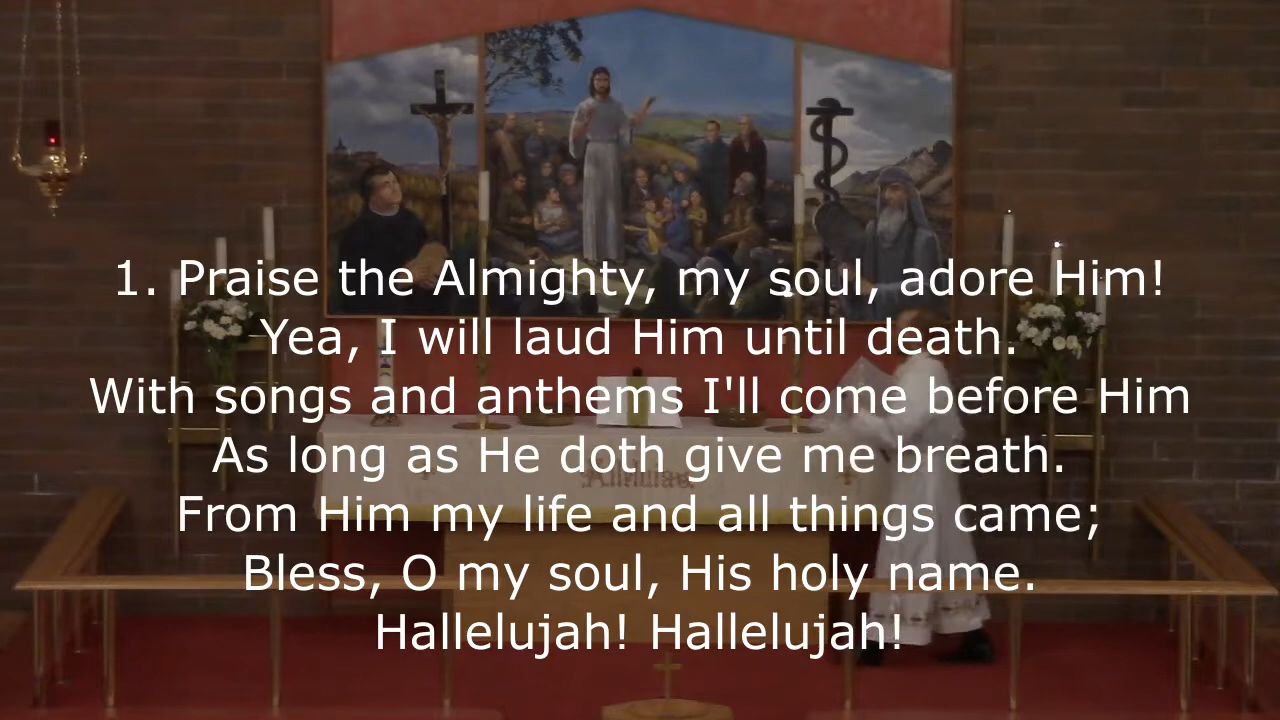 1. Praise the Almighty, my soul, adore Him!
Yea, I will laud Him until death.
With songs and anthems I'll come before Him
As long as He doth give me breath.
From Him my life and all things came;
Bless, O my soul, His holy name.
Hallelujah! Hallelujah!